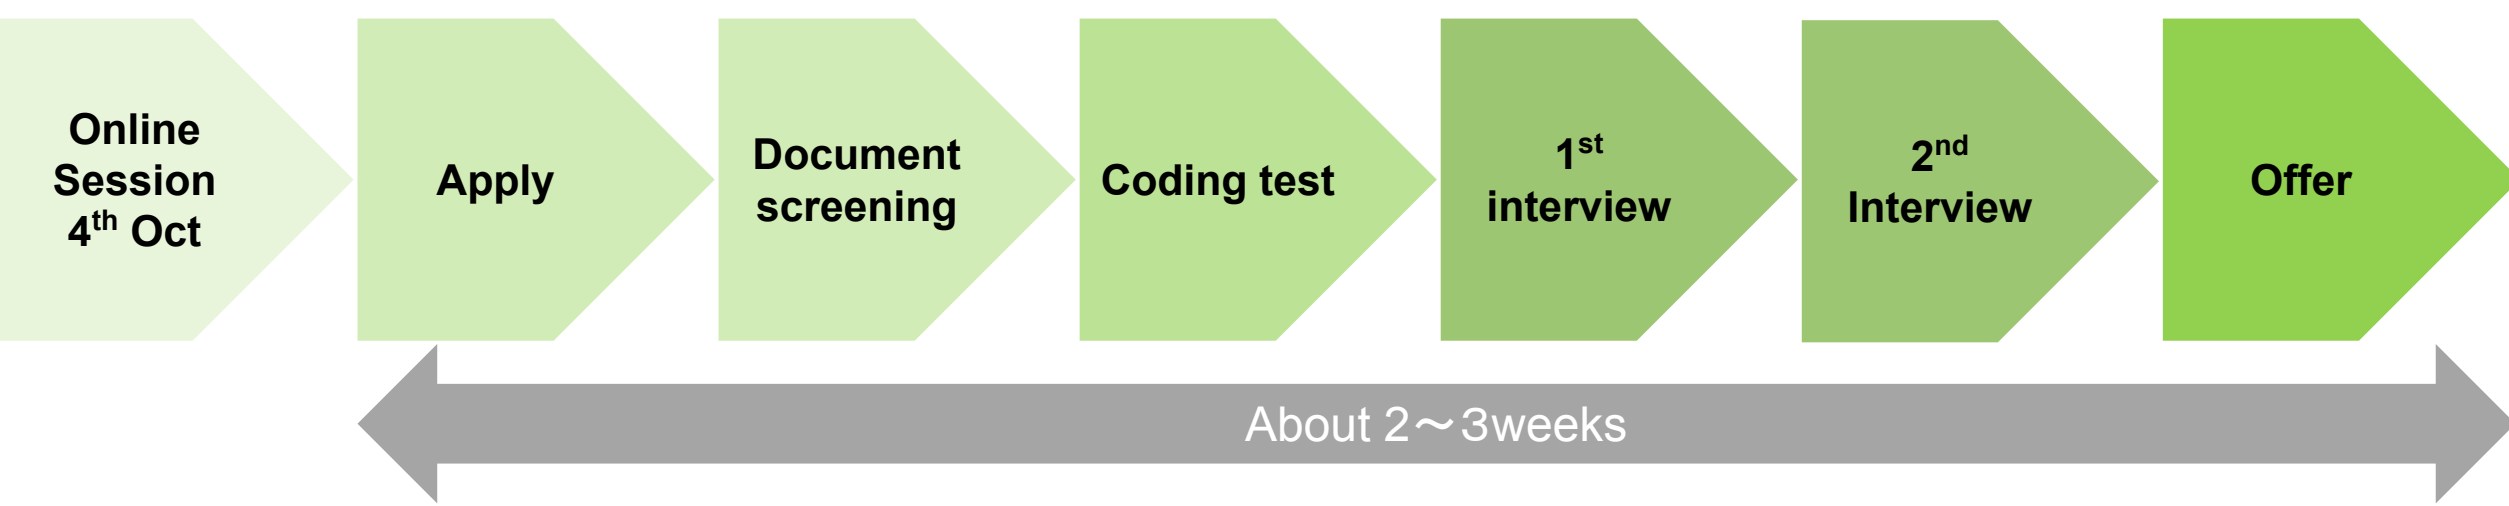 Online
Session
4th Oct
Apply
Document
screening
Coding test
1st
interview
2nd
Interview
Offer
About 2～3weeks